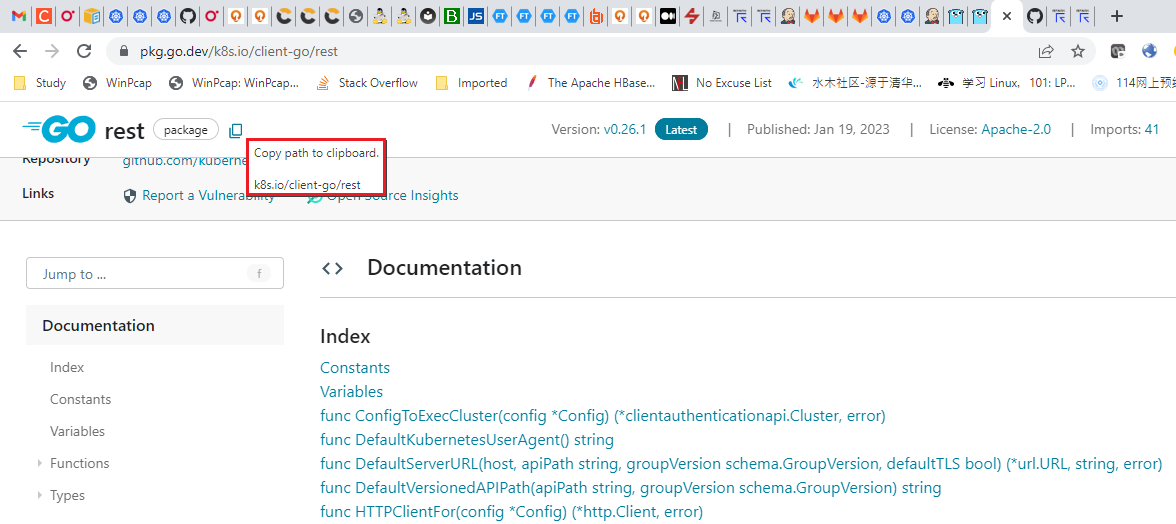 pkg.go.dev/k8s.io/client-go/rest
Study
WinPcap
WinPcap: WinPcap...
Stack Overflow
Imported
The Apache HBase...
No Excuse List
水木社区-源于清华...
学习 Linux，101: LP...
114网上预约
GO rest package
Version: v0.26.1 Latest | Published: Jan 19, 2023 | License: Apache-2.0 | Imports: 41
Copy path to clipboard.
k8s.io/client-go/rest
Repository github.com/kuberne
Links Report a Vulnerability Open Source Insights
Jump to ... f
Documentation
Index
Constants
Variables
Functions
Types
Documentation
Index
Constants
Variables
func ConfigToExecCluster(config *Config) (*clientauthenticationapi.Cluster, error)
func DefaultKubernetesUserAgent() string
func DefaultServerURL(host, apiPath string, groupVersion schema.GroupVersion, defaultTLS bool) (*url.URL, string, error)
func DefaultVersionedAPIPath(apiPath string, groupVersion schema.GroupVersion) string
func HTTPClientFor(config *Config) (*http.Client, error)